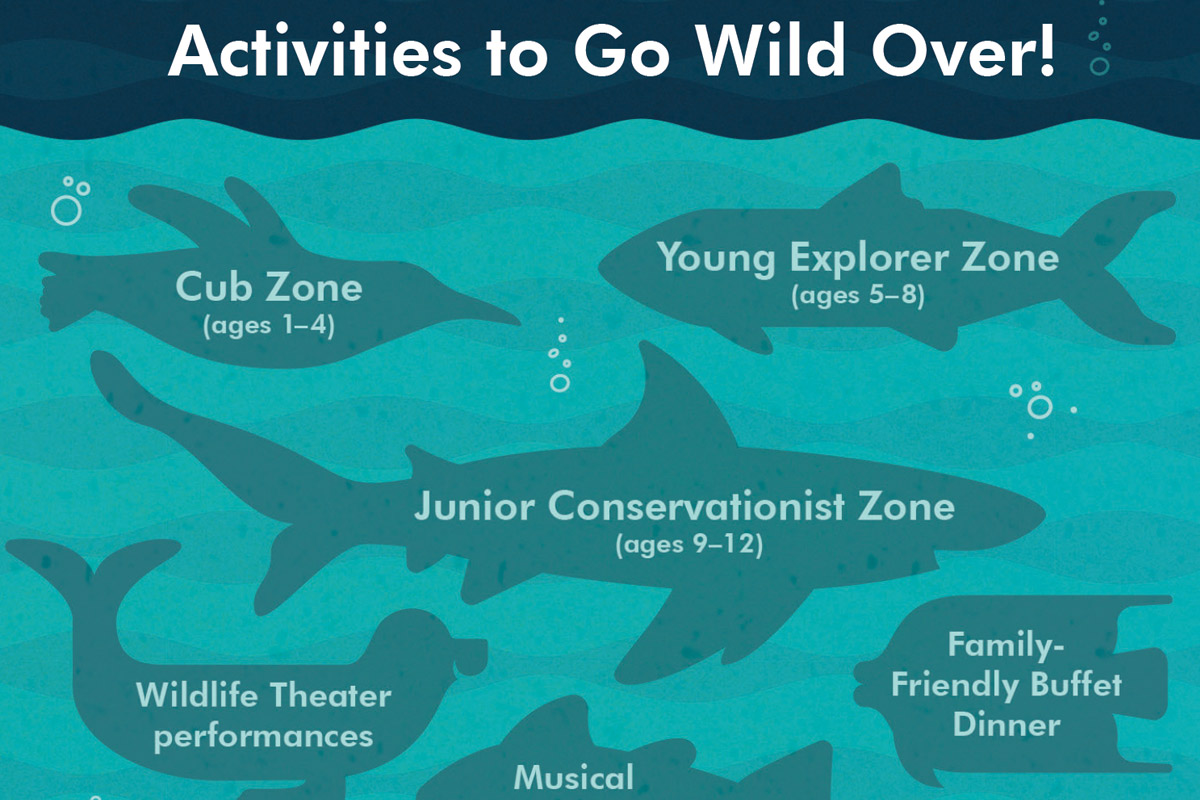 Activities to Go Wild Over!
Cub Zone
(ages 1–4)
Young Explorer Zone
(ages 5–8)
Junior Conservationist Zone
(ages 9–12)
Wildlife Theater
performances
Family-
Friendly Buffet
Dinner
Musical